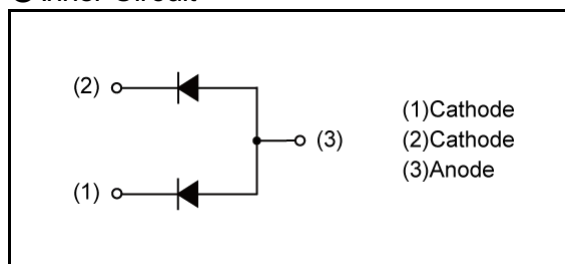 Inner Circuit
(2)
(1)
(3)
(1)Cathode
(2)Cathode
(3)Anode